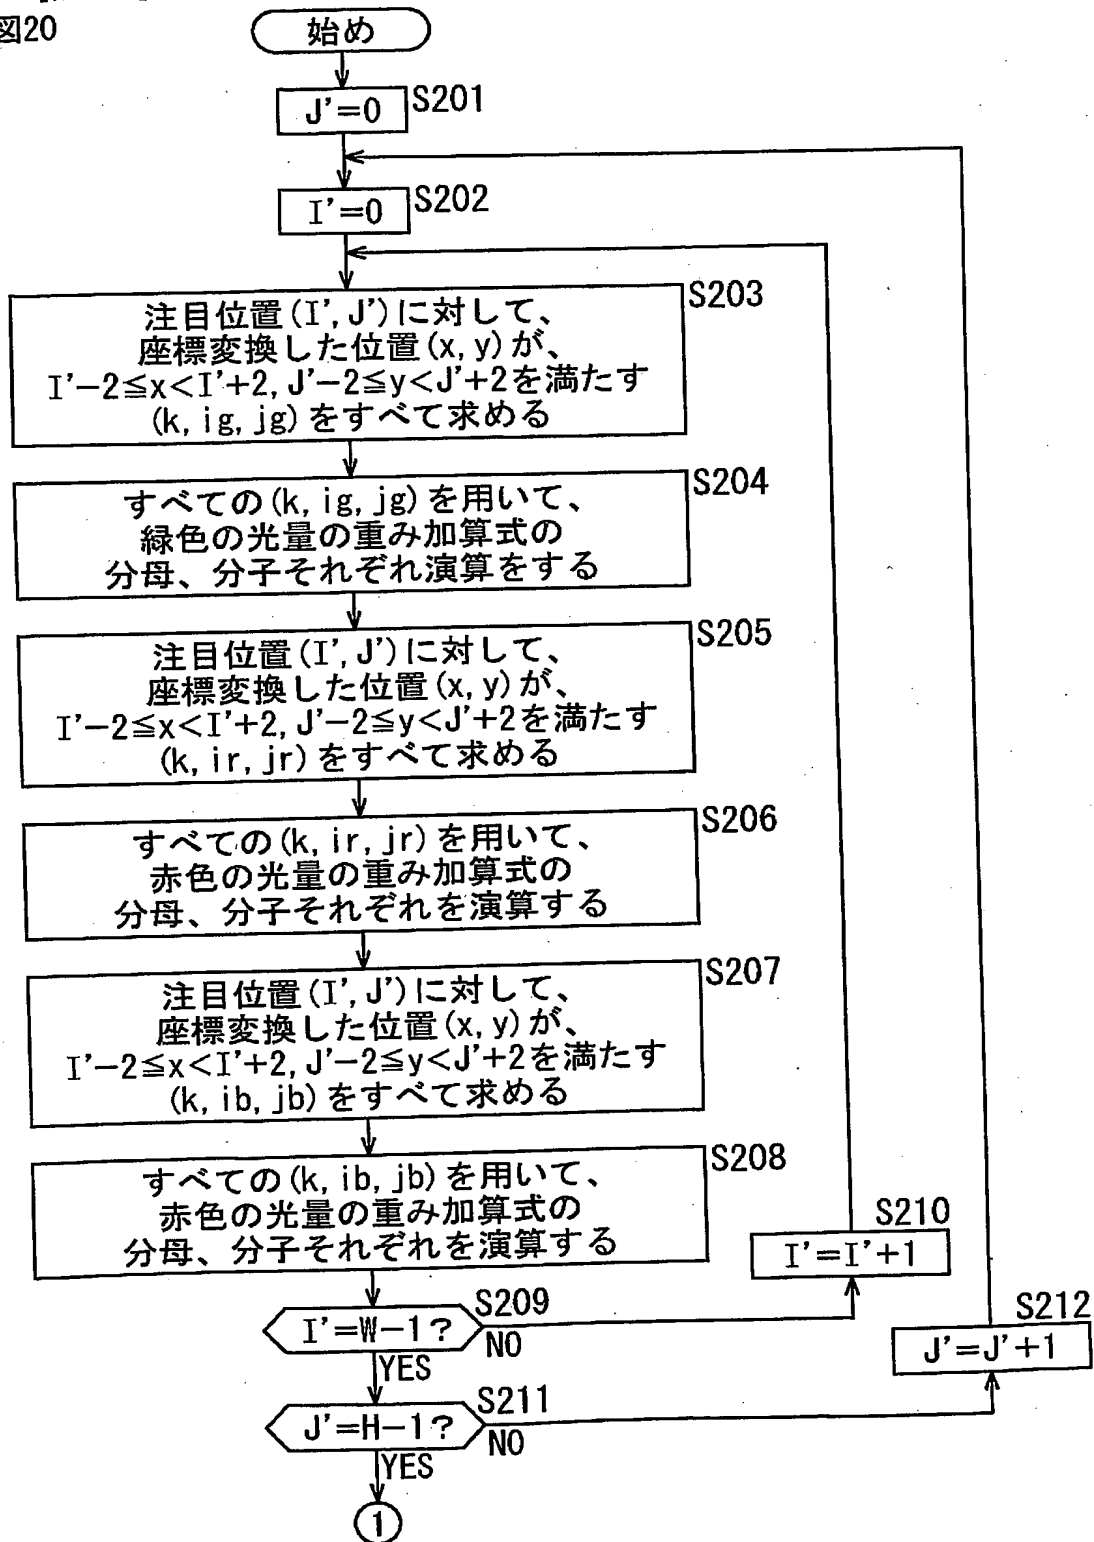 図20
始め
J'=0
S201
I'=0
S202
S203
注目位置(I', J')に対して、
座標変換した位置(x, y)が、
I'-2≦x<I'+2, J'-2≦y<J'+2を満たす
(k, ig, jg)をすべて求める
S204
すべての(k, ig, jg)を用いて、
緑色の光量の重み加算式の
分母、分子それぞれ演算をする
S205
注目位置(I', J')に対して、
座標変換した位置(x, y)が、
I'-2≦x<I'+2, J'-2≦y<J'+2を満たす
(k, ir, jr)をすべて求める
S206
すべての(k, ir, jr)を用いて、
赤色の光量の重み加算式の
分母、分子それぞれを演算する
S207
注目位置(I', J')に対して、
座標変換した位置(x, y)が、
I'-2≦x<I'+2, J'-2≦y<J'+2を満たす
(k, ib, jb)をすべて求める
S208
すべての(k, ib, jb)を用いて、
赤色の光量の重み加算式の
分母、分子それぞれを演算する
S209
I'=W-1?
NO
YES
S210
I'=I'+1
S211
J'=H-1?
NO
YES
S212
J'=J'+1
1